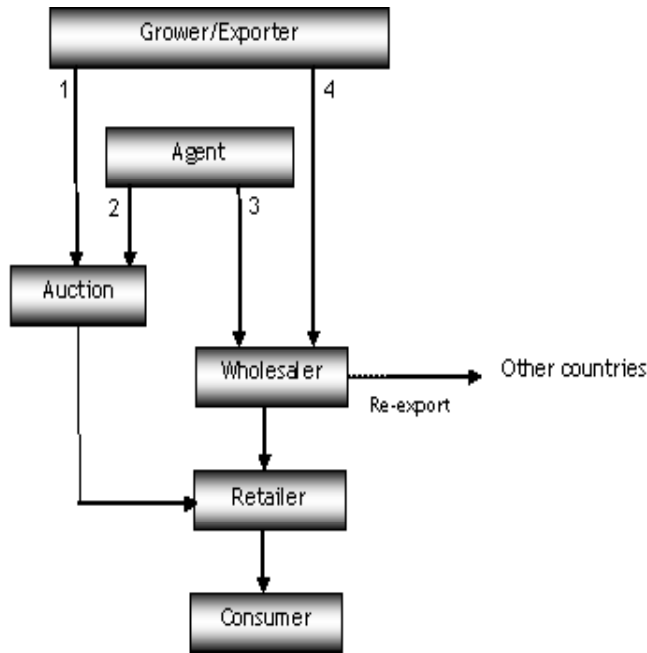 Grower/Exporter
1
4
Agent
2
3
Auction
Wholesaler
Other countries
Re-export
Retailer
Consumer